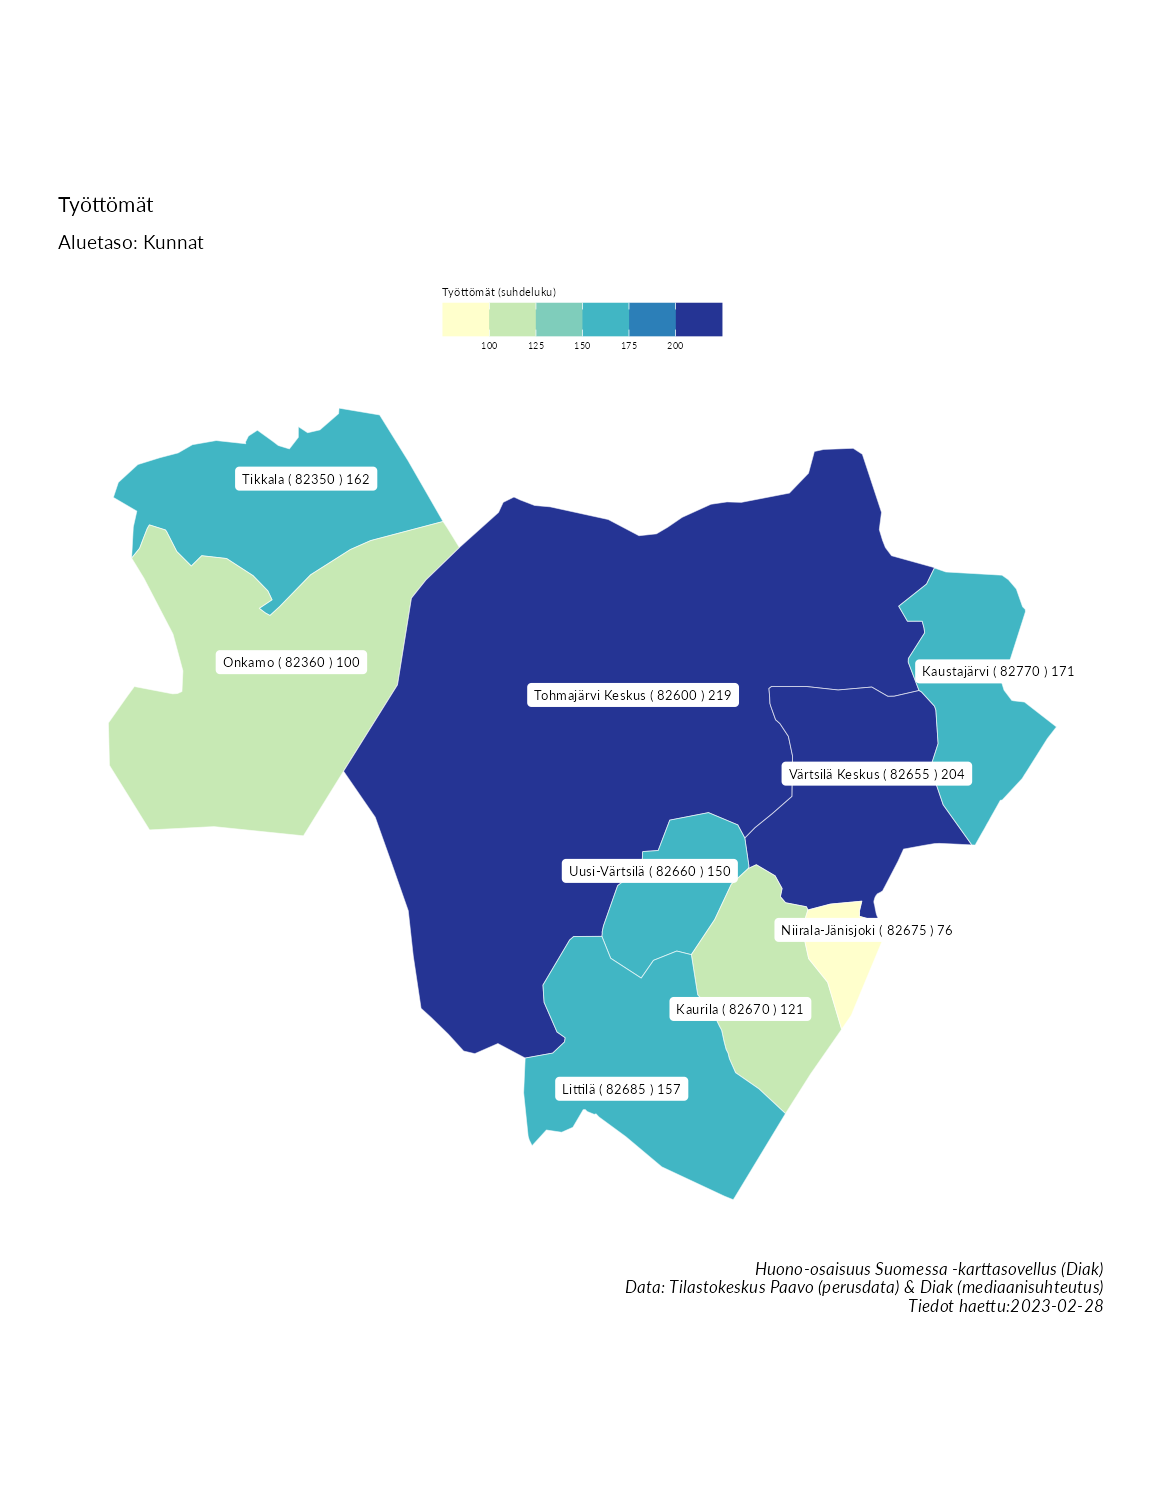 Työttömät
Aluetaso: Kunnat
Työttömät (suhdeluku)
100 125 150 175 200
Tikkala ( 82350 ) 162
Onkamo ( 82360 ) 100
Kaustajärvi ( 82770 ) 171
Tohmajärvi Keskus ( 82600 ) 219
Värtsilä Keskus ( 82655 ) 204
Uusi-Värtsilä ( 82660 ) 150
Niirala-Jänisjoki ( 82675 ) 76
Kaurila ( 82670 ) 121
Littilä ( 82685 ) 157
Huono-osaisuus Suomessa -karttasovellus (Diak)
Data: Tilastokeskus Paavo (perusdata) & Diak (mediaanisuhteutus)
Tiedot haettu:2023-02-28